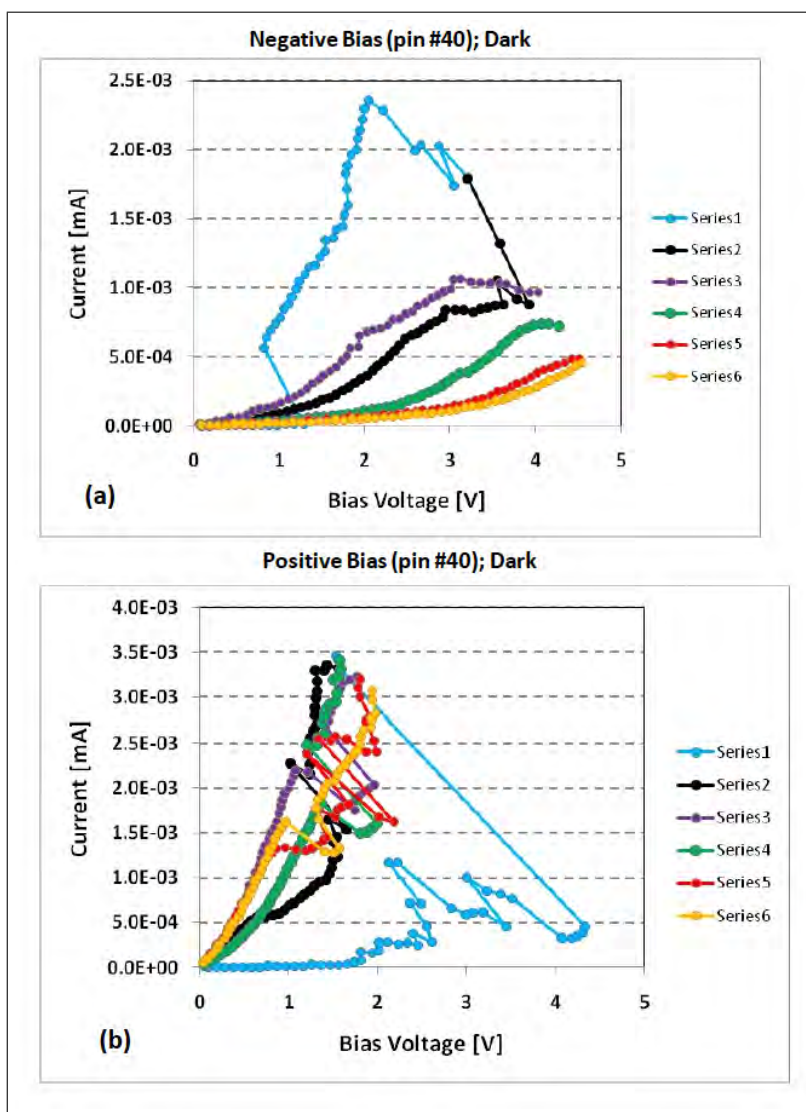 Negative Bias (pin #40); Dark
2.5E-03
2.0E-03
1.5E-03
1.0E-03
5.0E-04
0.0E+00
Current [mA]
0
1
2
3
4
5
Bias Voltage [V]
Series1
Series2
Series3
Series4
Series5
Series6
(a)
Positive Bias (pin #40); Dark
4.0E-03
3.5E-03
3.0E-03
2.5E-03
2.0E-03
1.5E-03
1.0E-03
5.0E-04
0.0E+00
Current [mA]
0
1
2
3
4
5
Bias Voltage [V]
Series1
Series2
Series3
Series4
Series5
Series6
(b)